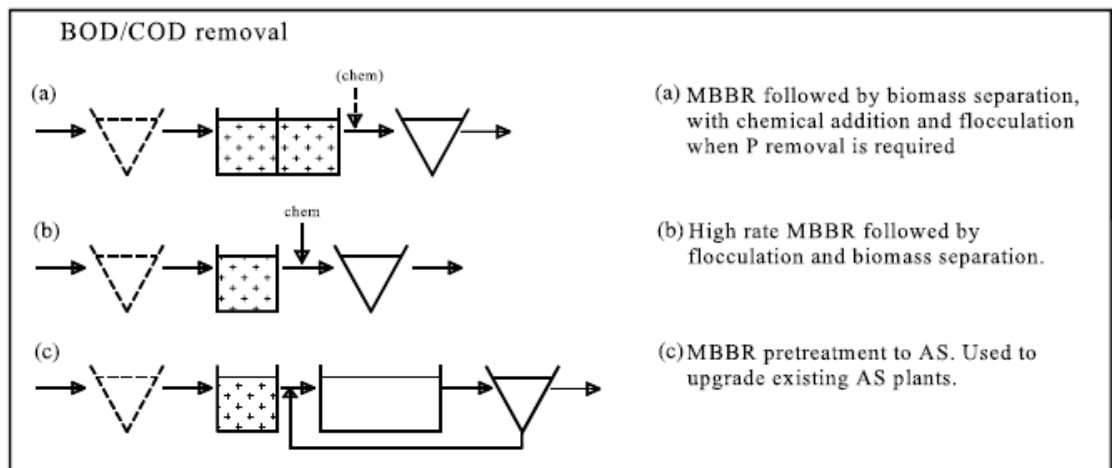 BOD/COD removal
(a)
(chem)
(a) MBBR followed by biomass separation,
with chemical addition and flocculation
when P removal is required
(b)
chem
(b) High rate MBBR followed by
flocculation and biomass separation.
(c)
(c) MBBR pretreatment to AS. Used to
upgrade existing AS plants.